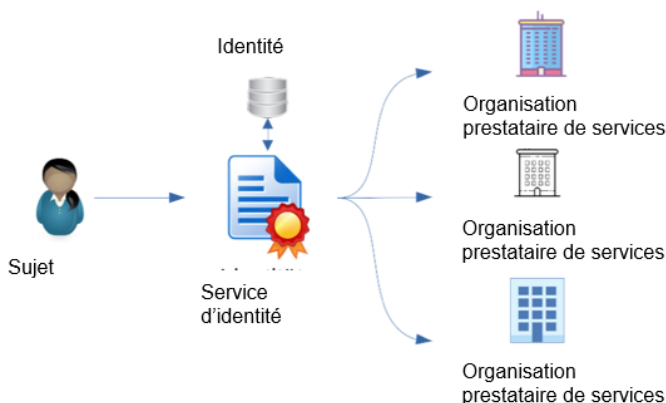 Identité
Organisation
prestataire de services
Organisation
prestataire de services
Sujet
Service
d’identité
Organisation
prestataire de services